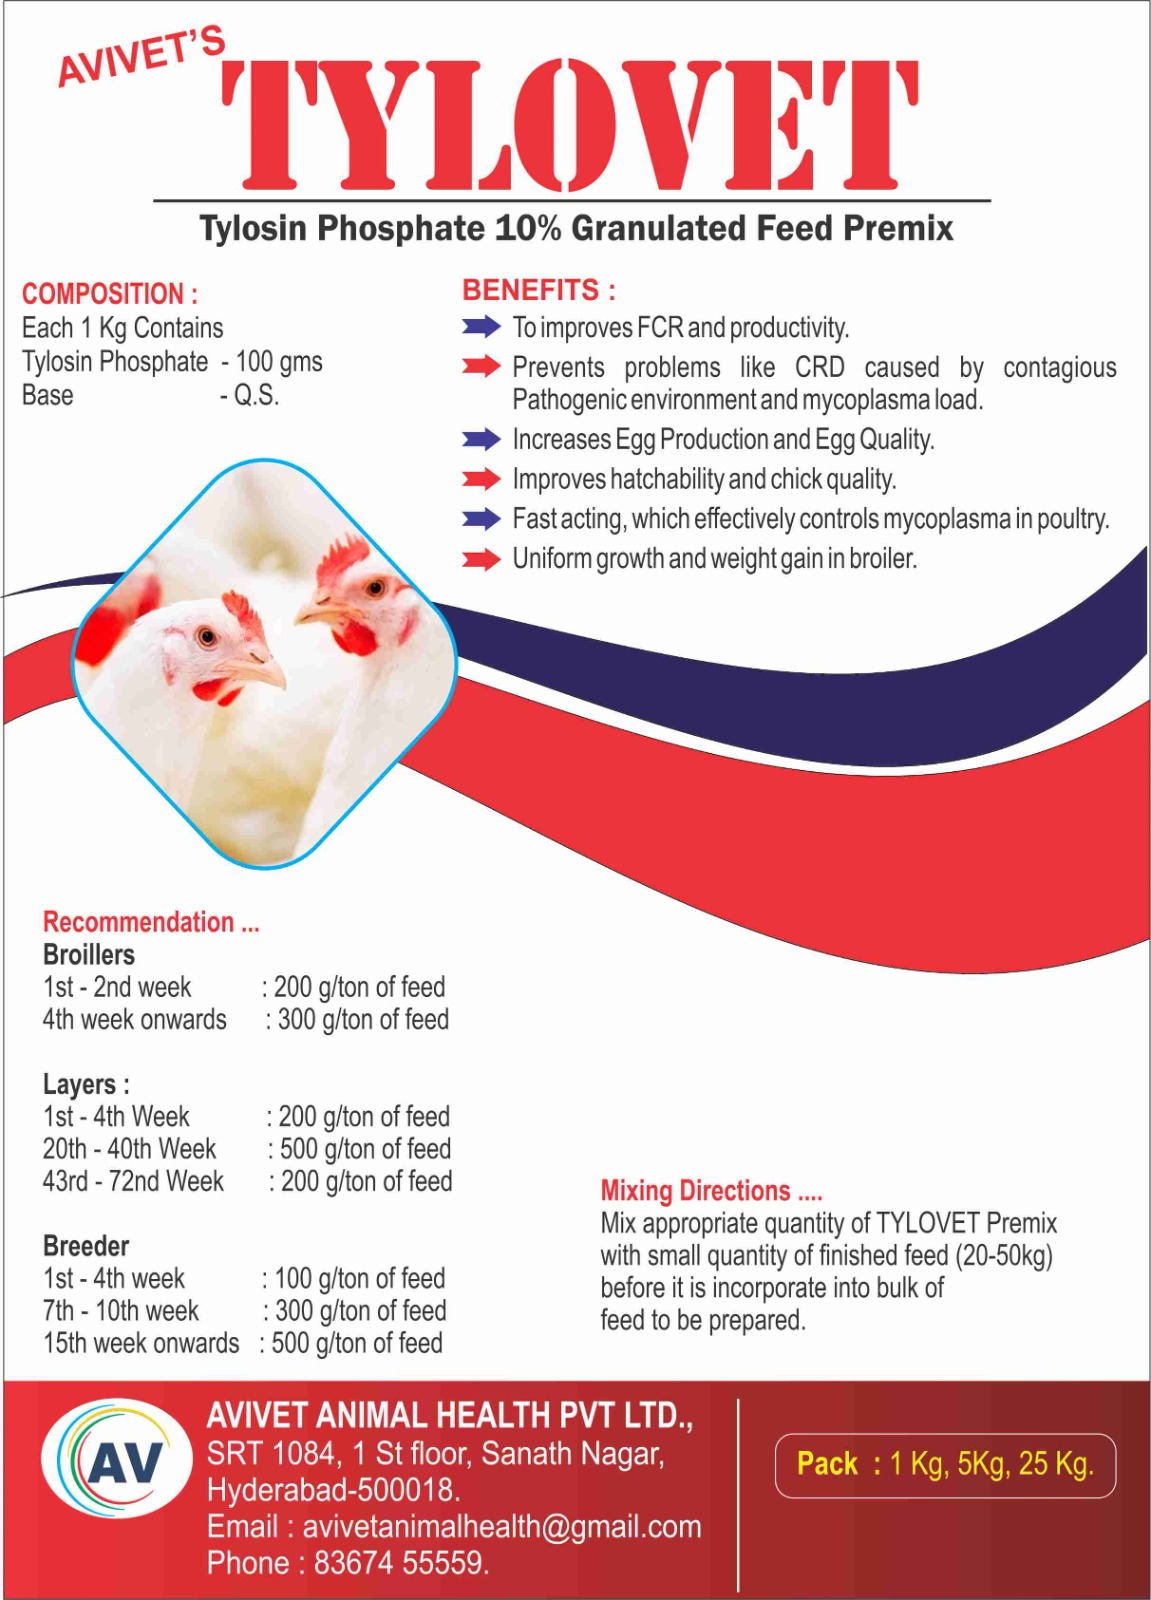 AVIVET'S
TYLOVET
Tylosin Phosphate 10% Granulated Feed Premix
COMPOSITION :
Each 1 Kg Contains
Tylosin Phosphate - 100 gms
Base - Q.S.
BENEFITS :
To improves FCR and productivity.
Prevents problems like CRD caused by contagious
Pathogenic environment and mycoplasma load.
Increases Egg Production and Egg Quality.
Improves hatchability and chick quality.
Fast acting, which effectively controls mycoplasma in poultry.
Uniform growth and weight gain in broiler.
Recommendation ...
Broillers
1st - 2nd week : 200 g/ton of feed
4th week onwards : 300 g/ton of feed
Layers :
1st - 4th Week : 200 g/ton of feed
20th - 40th Week : 500 g/ton of feed
43rd - 72nd Week : 200 g/ton of feed
Breeder
1st - 4th week : 100 g/ton of feed
7th - 10th week : 300 g/ton of feed
15th week onwards : 500 g/ton of feed
Mixing Directions ....
Mix appropriate quantity of TYLOVET Premix
with small quantity of finished feed (20-50kg)
before it is incorporate into bulk of
feed to be prepared.
AV
AVIVET ANIMAL HEALTH PVT LTD.,
SRT 1084, 1 St floor, Sanath Nagar,
Hyderabad-500018.
Email : avivetanimalhealth@gmail.com
Phone : 83674 55559.
Pack : 1 Kg, 5Kg, 25 Kg.